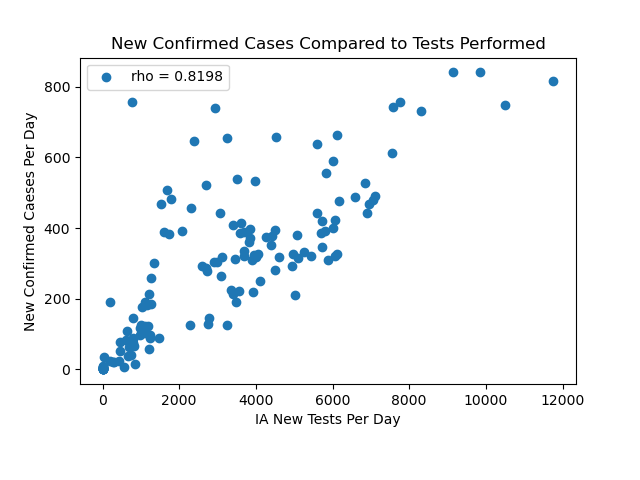 New Confirmed Cases Compared to Tests Performed
rho = 0.8198
New Confirmed Caeses Per Day
800
600
400
200
0
0 2000 4000 6000 8000 10000 12000
IA New Tests Per Day